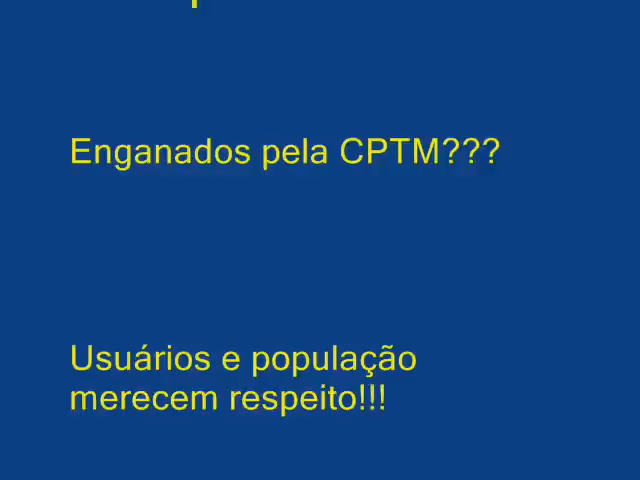 Enganados pela CPTM???
Usuários e população
merecem respeito!!!